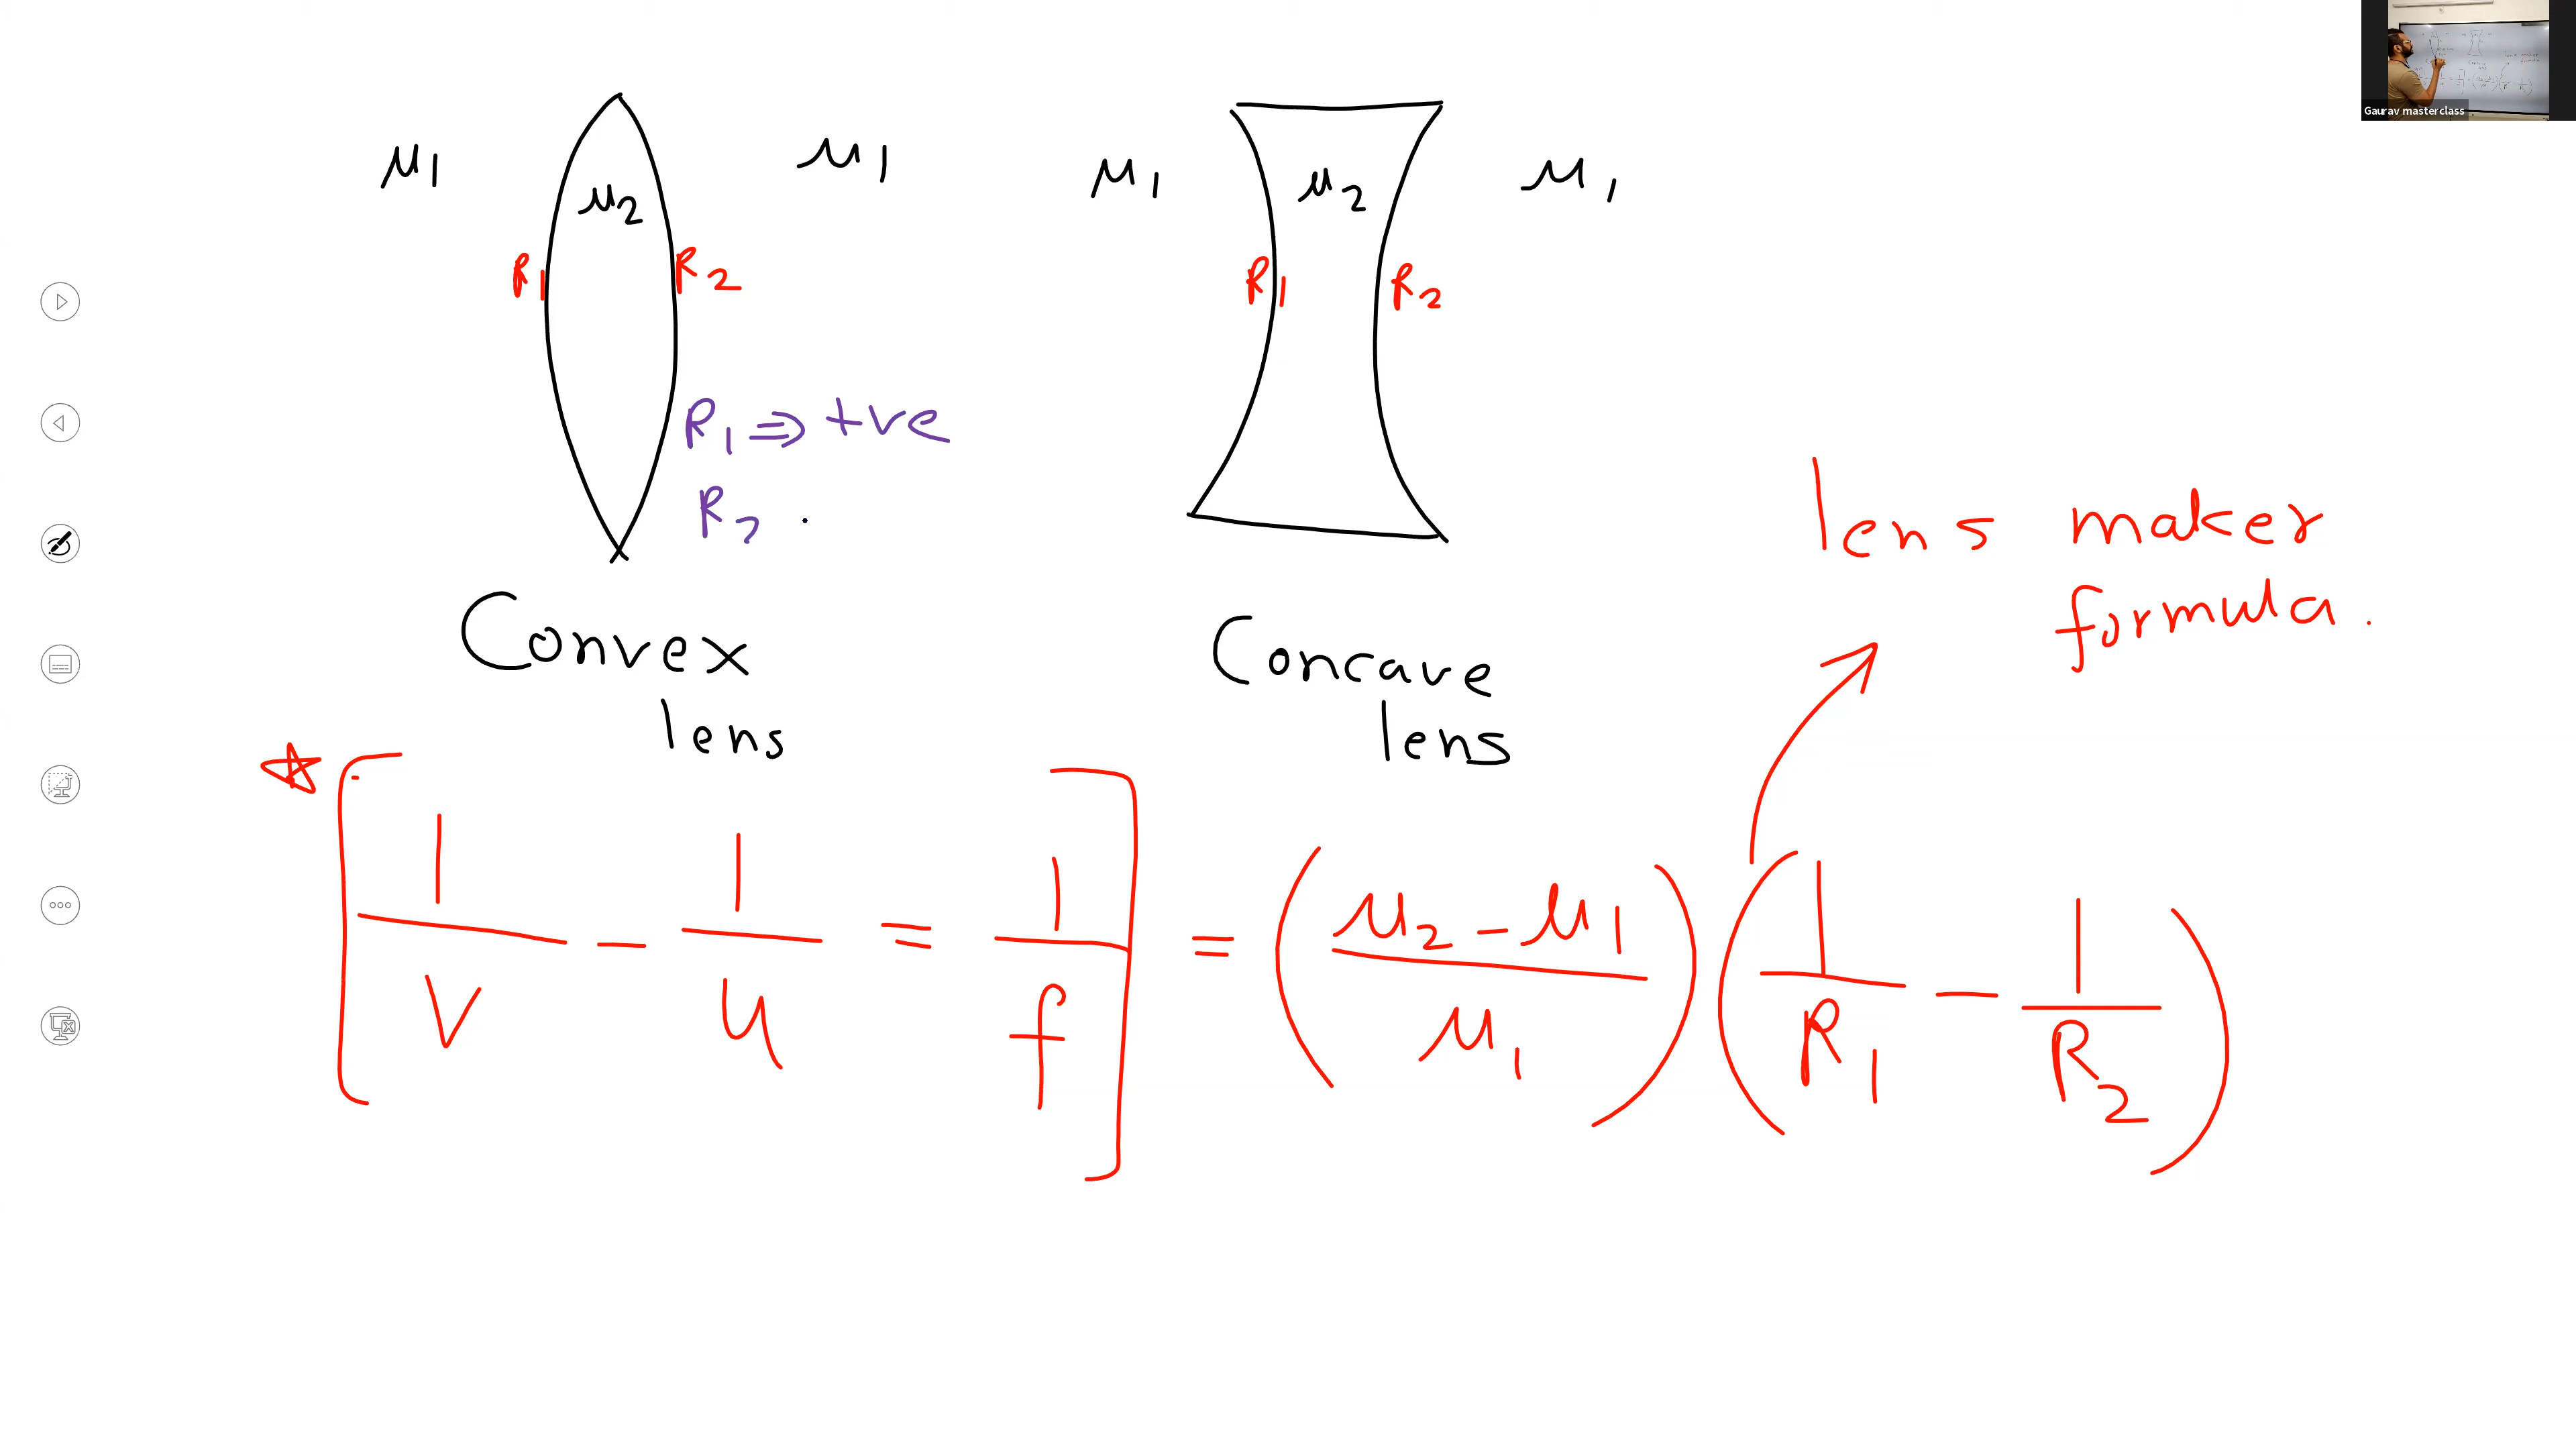 μ1 μ2 μ1
R1 R2
R1 ⇒ +ve
R2
Convex
lens
μ1 μ2 μ1
R1 R2
Concave
lens
lens maker
formula.
[1/v - 1/u = 1/f] = (μ2 - μ1 / μ1) (1/R1 - 1/R2)
Gaurav masterclass